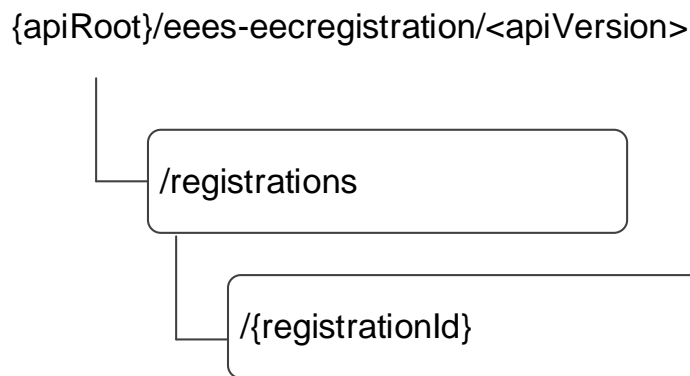 {apiRoot}/eees-eecregistration/<apiVersion>
/registrations
/{registrationId}